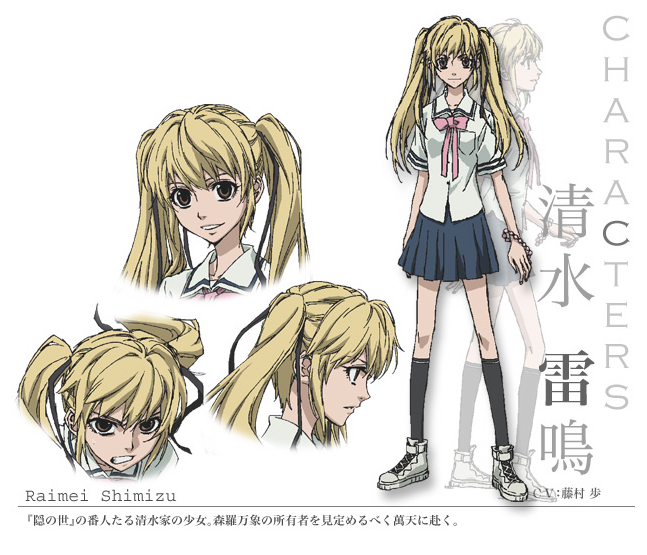 CHARACTERS
清水 雷鳴
CV:藤村 歩
Raimei Shimizu
『隠の世』の番人たる清水家の少女。森羅万象の所有者を見定めるべく萬天に赴く。